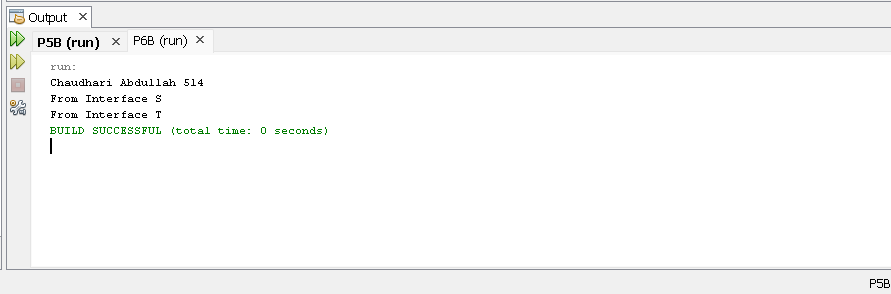 Output
P5B (run)
P6B (run)
run:
Chaudhari Abdullah 514
From Interface S
From Interface T
BUILD SUCCESSFUL (total time: 0 seconds)
P5B